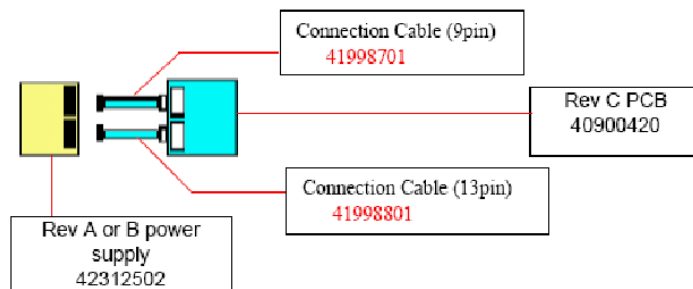 Connection Cable (9pin)
41998701
Rev C PCB
40900420
Connection Cable (13pin)
41998801
Rev A or B power
supply
42312502